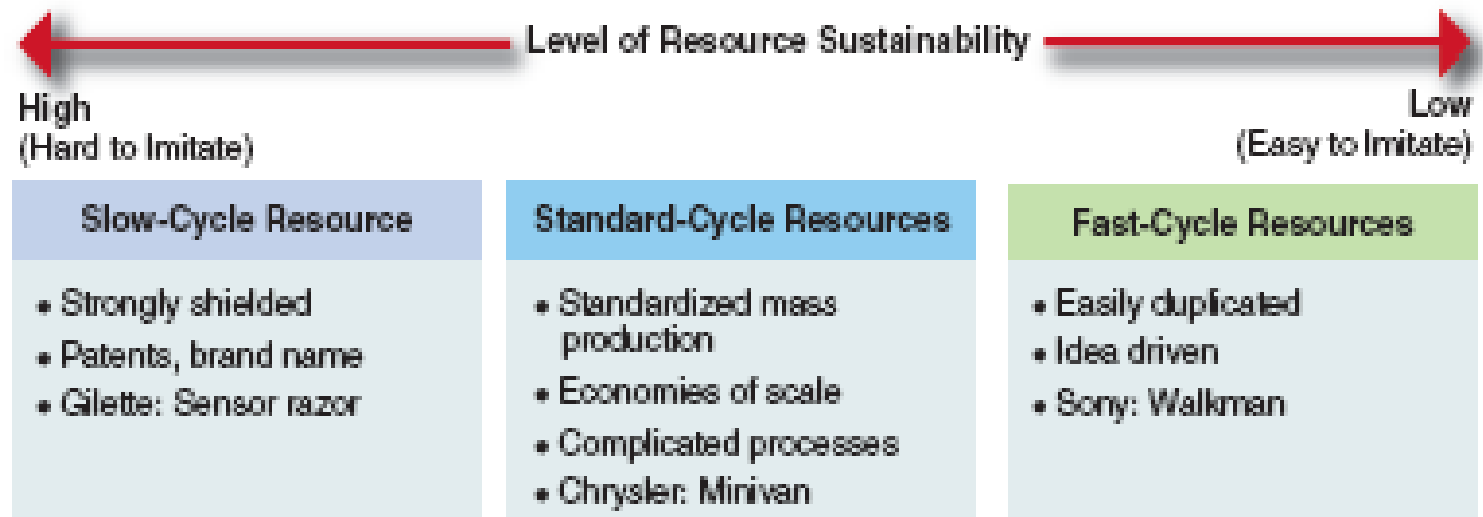 Level of Resource Sustainability
High
(Hard to Imitate)
Low
(Easy to Imitate)
Slow-Cycle Resource
• Strongly shielded
• Patents, brand name
• Gilette: Sensor razor
Standard-Cycle Resources
• Standardized mass
production
• Economies of scale
• Complicated processes
• Chrysler: Minivan
Fast-Cycle Resources
• Easily duplicated
• Idea driven
• Sony: Walkman